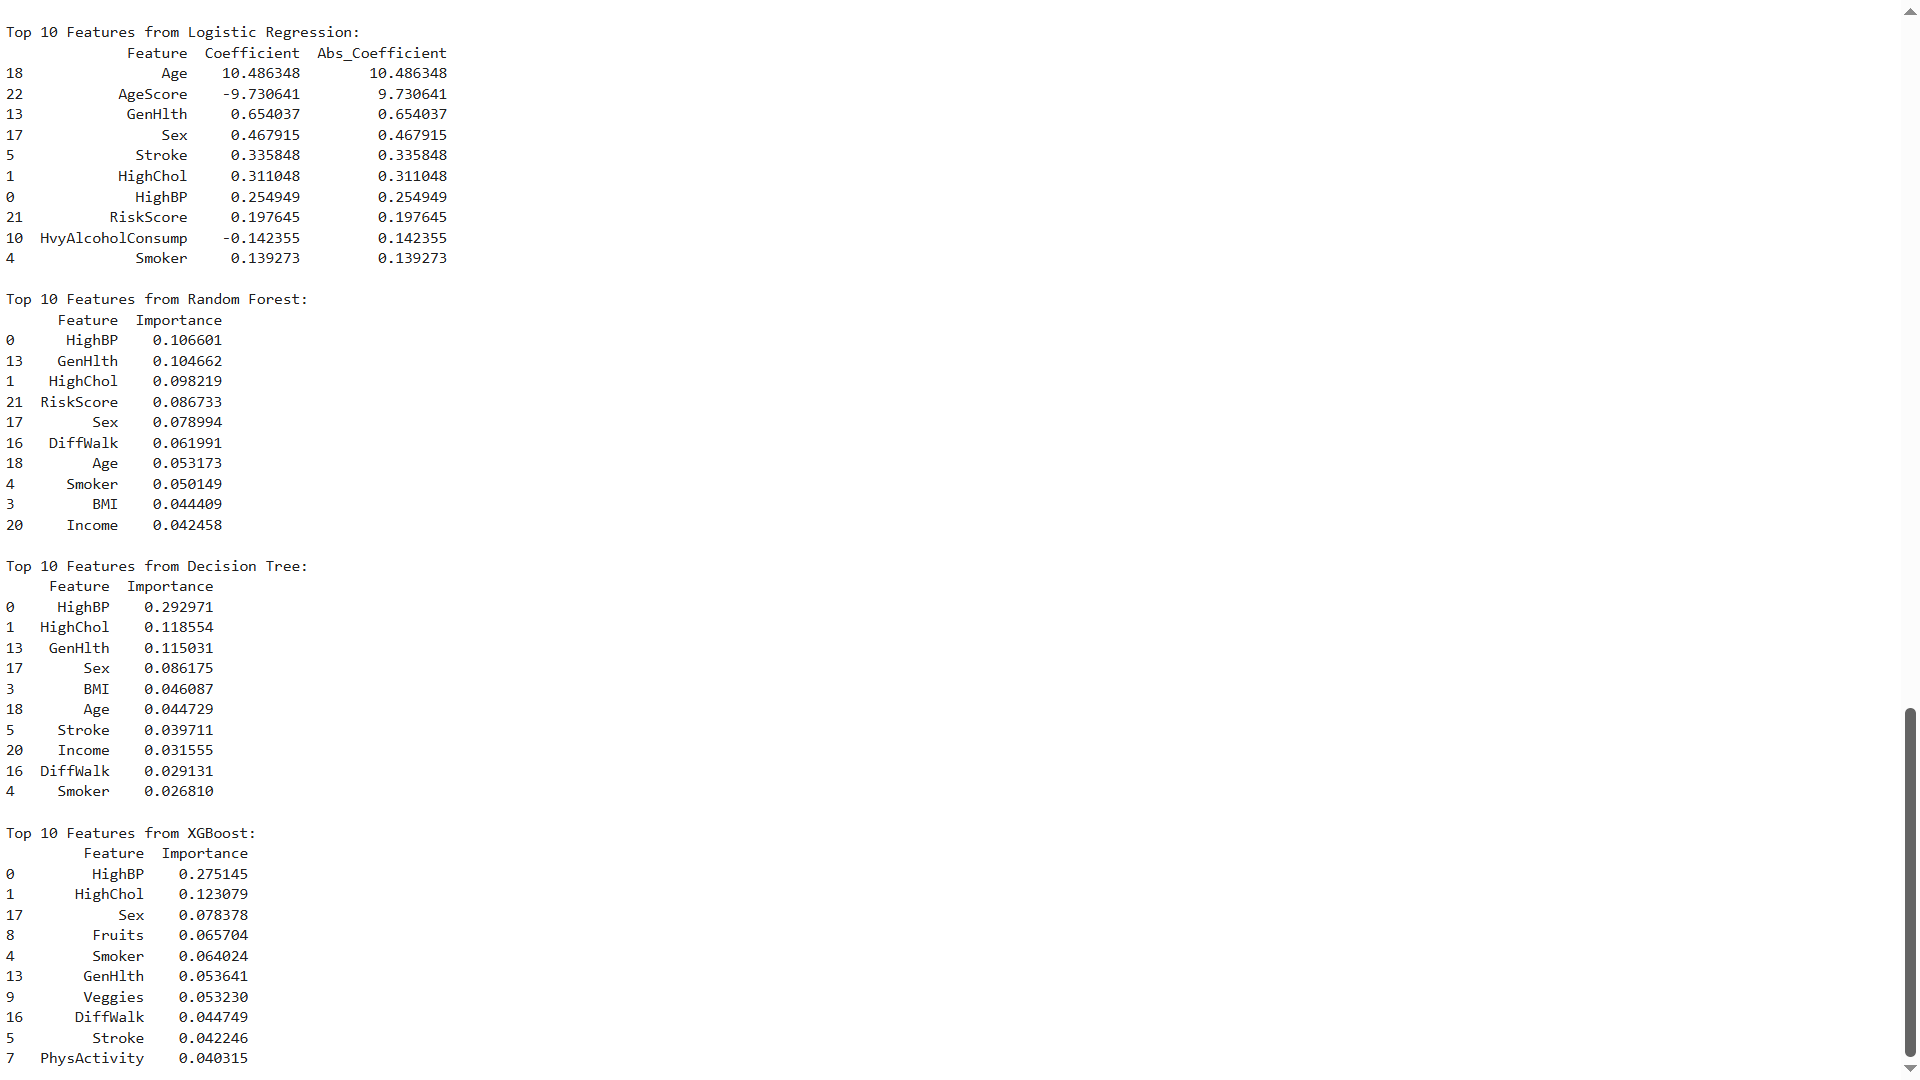 Top 10 Features from Logistic Regression:
Feature Coefficient Abs_Coefficient
18 Age 10.486348 10.486348
22 AgeScore -9.730641 9.730641
13 GenHlth 0.654037 0.654037
17 Sex 0.467915 0.467915
5 Stroke 0.335848 0.335848
1 HighChol 0.311048 0.311048
0 HighBP 0.254949 0.254949
21 RiskScore 0.197645 0.197645
10 HvyAlcoholConsump -0.142355 0.142355
4 Smoker 0.139273 0.139273
Top 10 Features from Random Forest:
Feature Importance
0 HighBP 0.106601
13 GenHlth 0.104662
1 HighChol 0.098219
21 RiskScore 0.086733
17 Sex 0.078994
16 DiffWalk 0.061991
18 Age 0.053173
4 Smoker 0.050149
3 BMI 0.044409
20 Income 0.042458
Top 10 Features from Decision Tree:
Feature Importance
0 HighBP 0.292971
1 HighChol 0.118554
13 GenHlth 0.115031
17 Sex 0.086175
3 BMI 0.046087
18 Age 0.044729
5 Stroke 0.039711
20 Income 0.031555
16 DiffWalk 0.029131
4 Smoker 0.026810
Top 10 Features from XGBoost:
Feature Importance
0 HighBP 0.275145
1 HighChol 0.123079
17 Sex 0.078378
8 Fruits 0.065704
4 Smoker 0.064024
13 GenHlth 0.053641
9 Veggies 0.053230
16 DiffWalk 0.044749
5 Stroke 0.042246
7 PhysActivity 0.040315